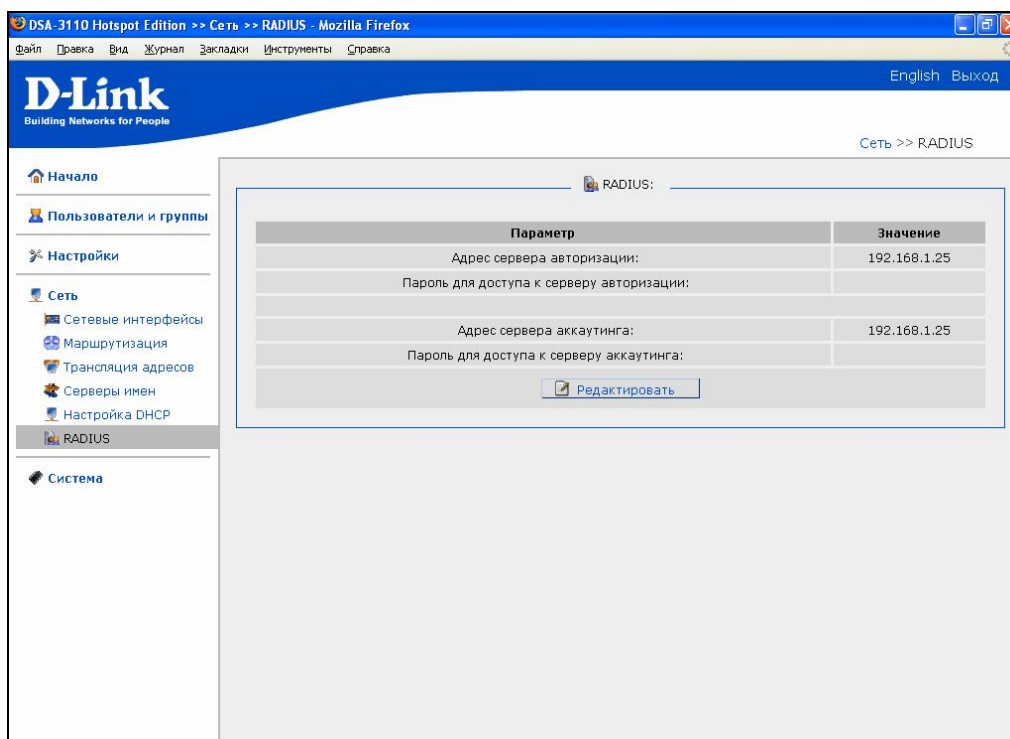 DSA-3110 Hotspot Edition >> Сеть >> RADIUS - Mozilla Firefox
Файл Правка Вид Журнал Закладки Инструменты Справка
English Выход
D-Link
Building Networks for People
Сеть >> RADIUS
Начало
Пользователи и группы
Настройки
Сеть
Сетевые интерфейсы
Маршрутизация
Трансляция адресов
Серверы имен
Настройка DHCP
RADIUS
Система
RADIUS:
Параметр Значение
Адрес сервера авторизации: 192.168.1.25
Пароль для доступа к серверу авторизации:
Адрес сервера аккаутинга: 192.168.1.25
Пароль для доступа к серверу аккаутинга:
Редактировать